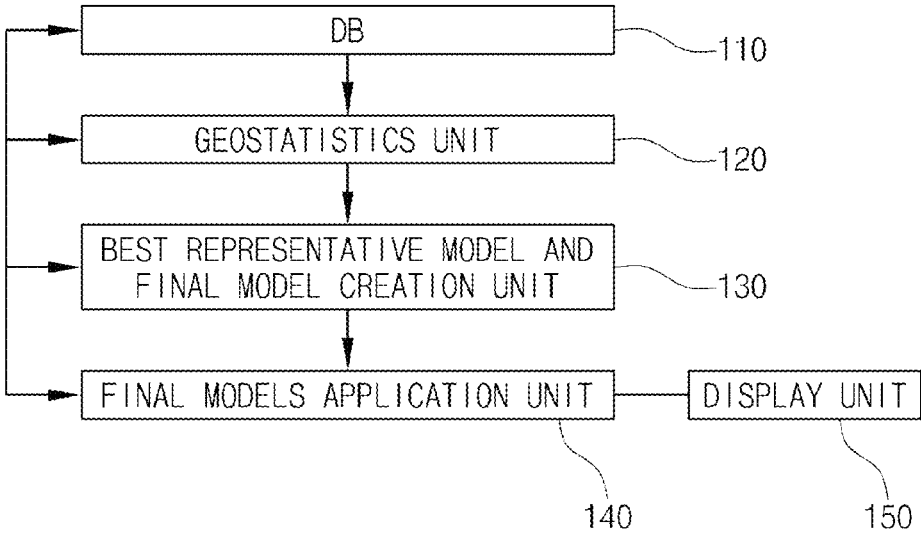 DB
110
GEOSTATISTICS UNIT
120
BEST REPRESENTATIVE MODEL AND
FINAL MODEL CREATION UNIT
130
FINAL MODELS APPLICATION UNIT
DISPLAY UNIT
140
150